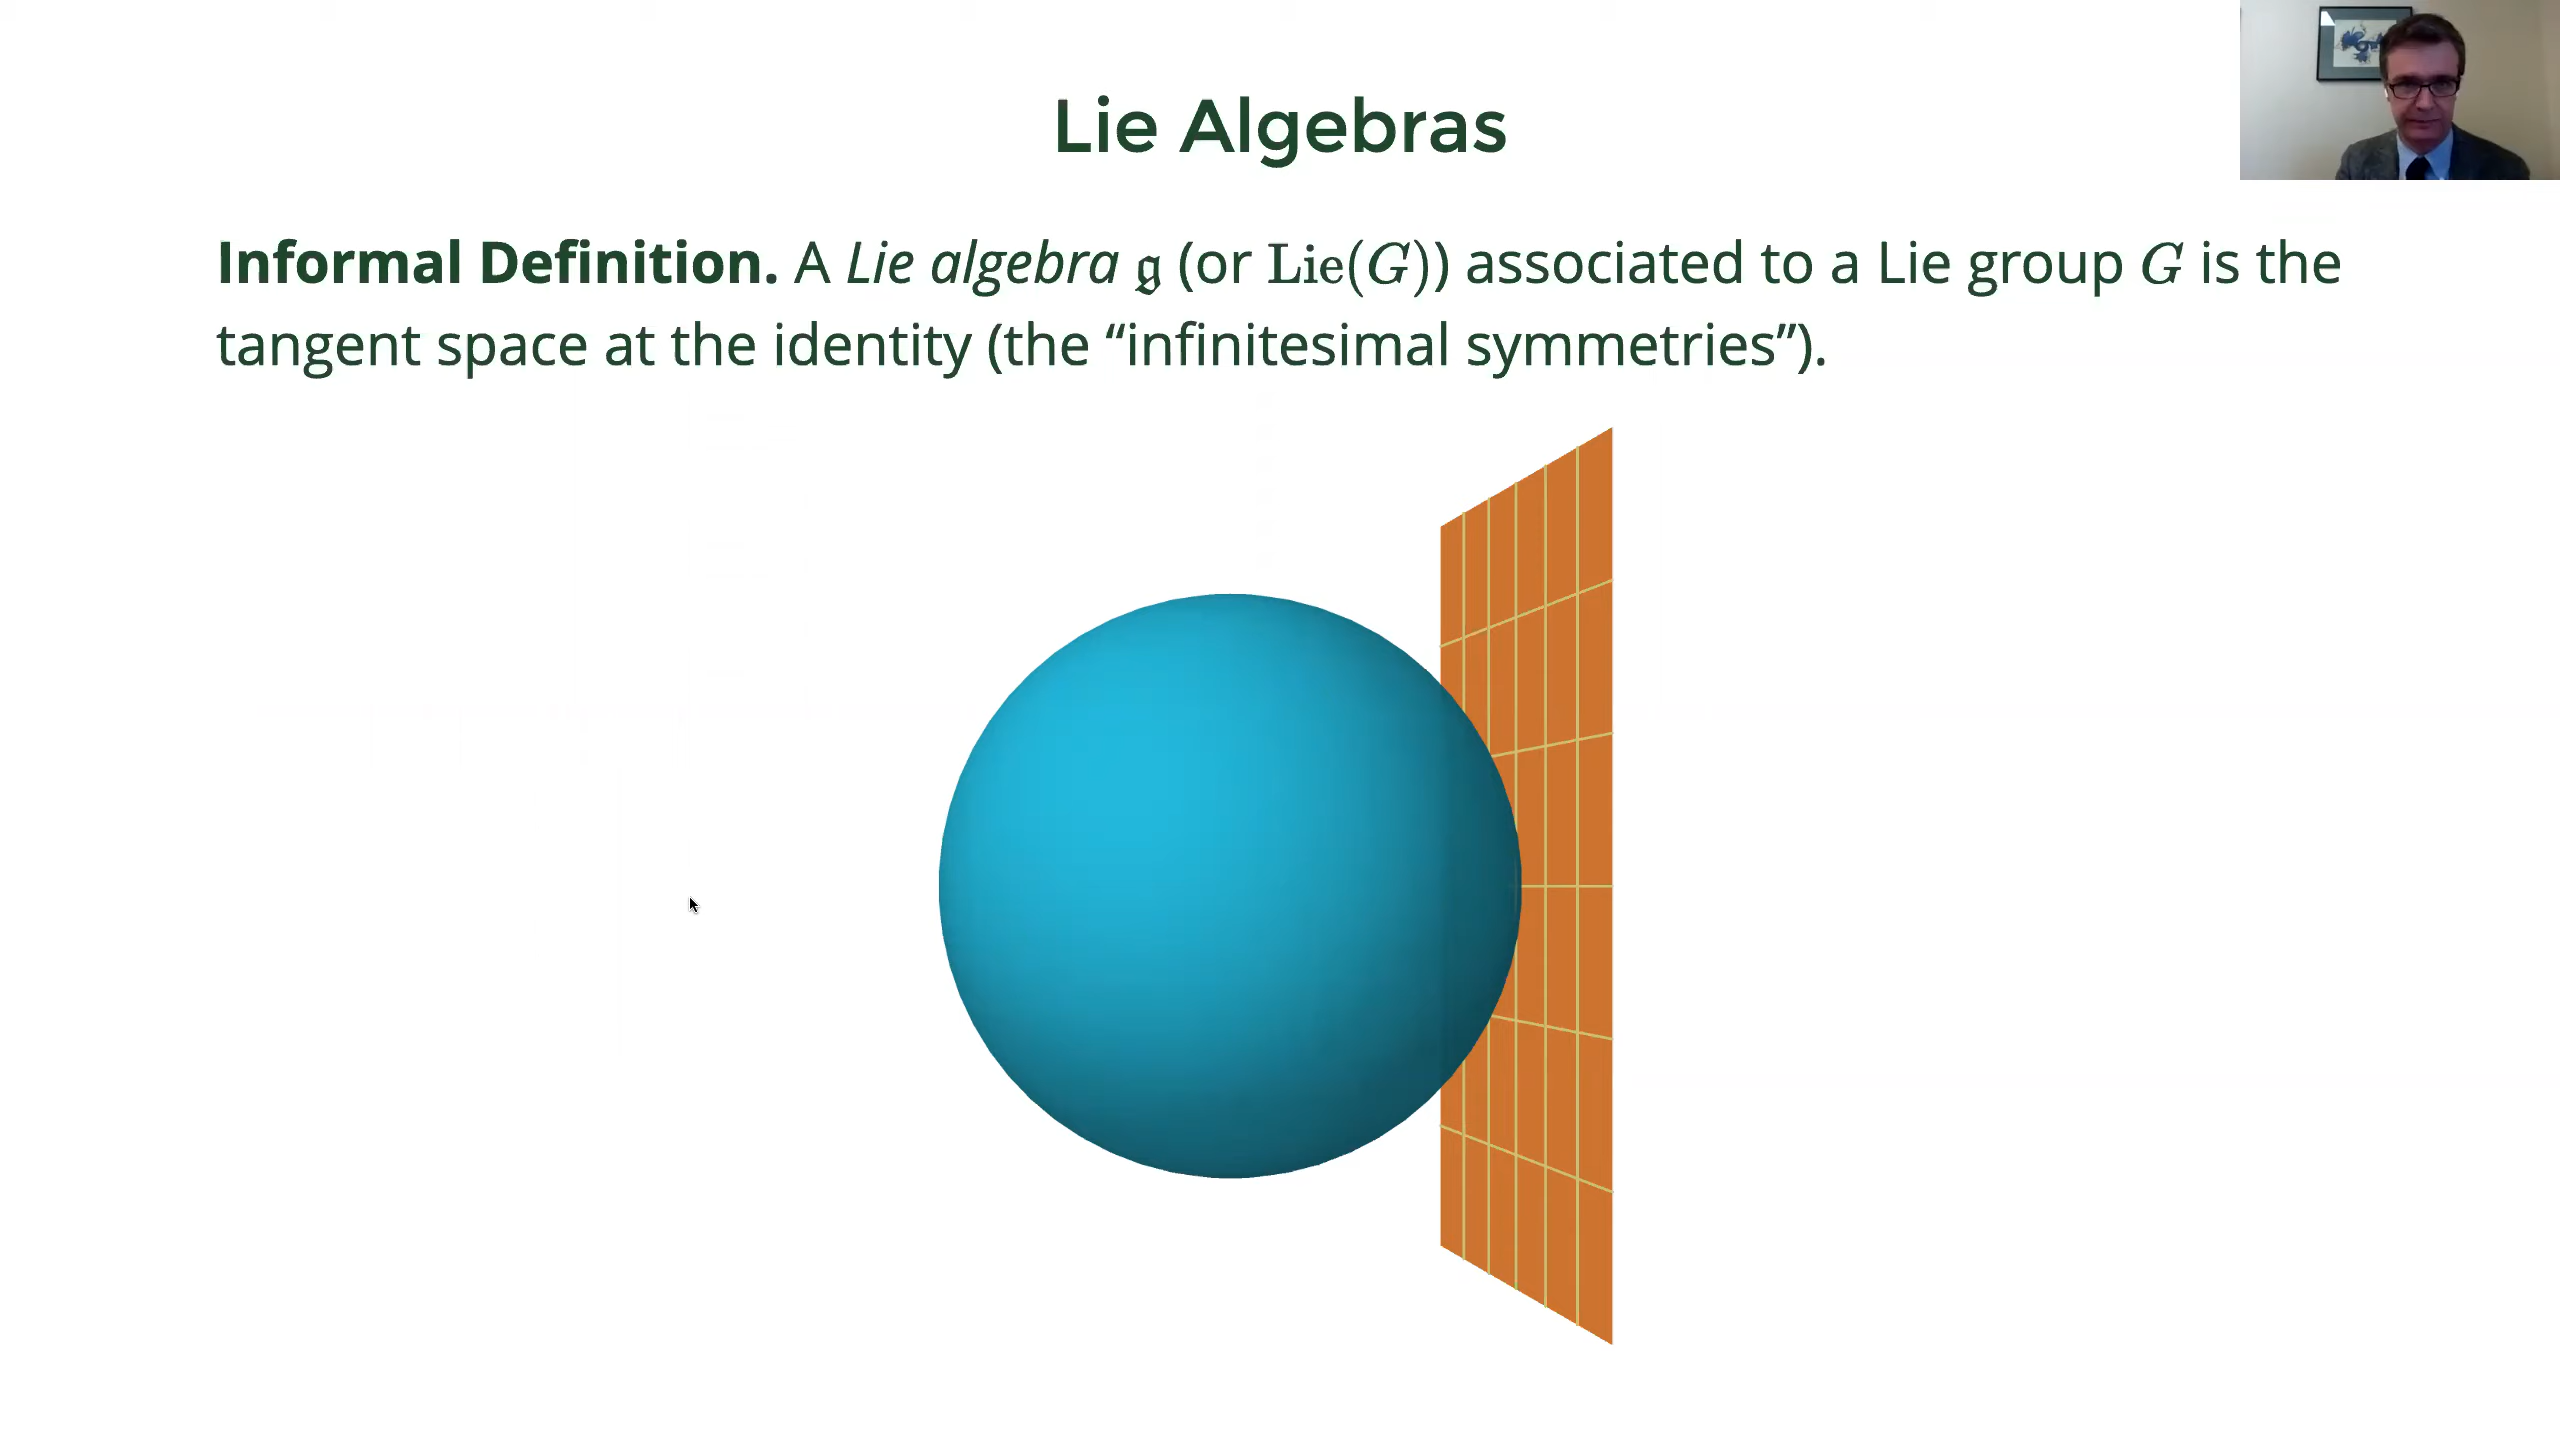 Lie Algebras
Informal Definition. A Lie algebra 𝔤 (or Lie(G)) associated to a Lie group G is the
tangent space at the identity (the “infinitesimal symmetries”).